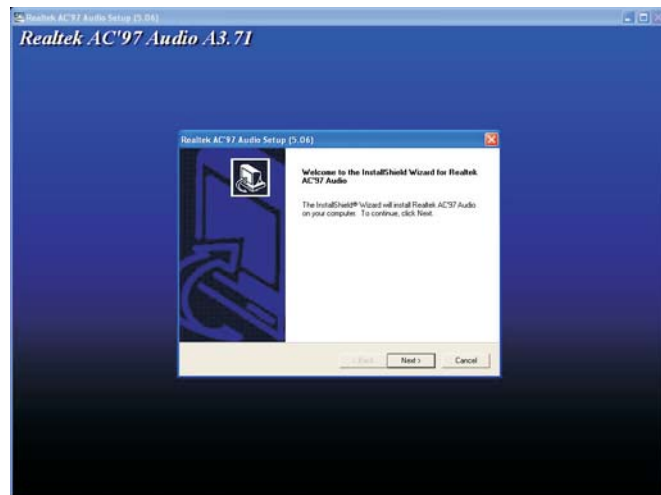 Realtek AC'97 Audio Setup (5.06)
Realtek AC'97 Audio A3.71
Realtek AC'97 Audio Setup (5.06)
Welcome to the InstallShield Wizard for Realtek
AC'97 Audio
The InstallShield® Wizard will install Realtek AC'97 Audio
on your computer. To continue, click Next.
< Back
Next >
Cancel